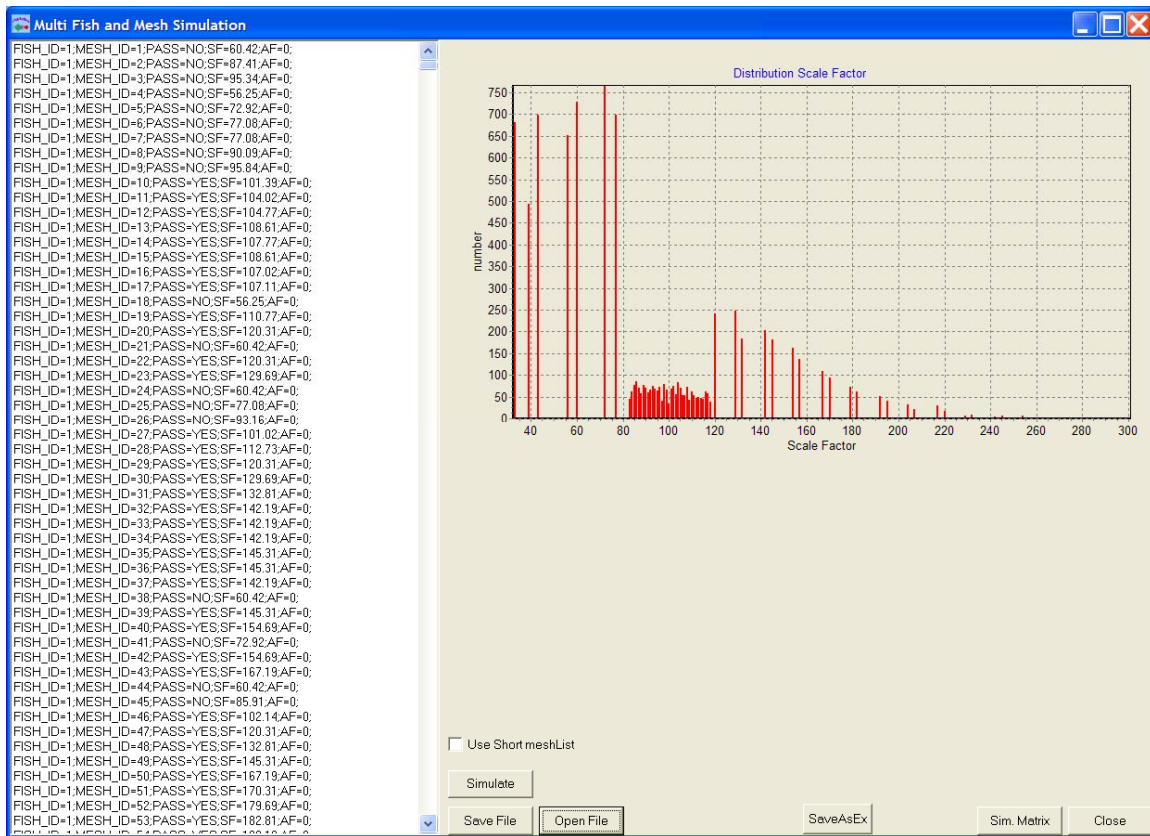 Multi Fish and Mesh Simulation
FISH_ID=1;MESH_ID=1;PASS=NO;SF=60.42;AF=0;
FISH_ID=1;MESH_ID=2;PASS=NO;SF=87.41;AF=0;
FISH_ID=1;MESH_ID=3;PASS=NO;SF=95.34;AF=0;
FISH_ID=1;MESH_ID=4;PASS=NO;SF=56.25;AF=0;
FISH_ID=1;MESH_ID=5;PASS=NO;SF=72.92;AF=0;
FISH_ID=1;MESH_ID=6;PASS=NO;SF=77.08;AF=0;
FISH_ID=1;MESH_ID=7;PASS=NO;SF=77.08;AF=0;
FISH_ID=1;MESH_ID=8;PASS=NO;SF=90.09;AF=0;
FISH_ID=1;MESH_ID=9;PASS=NO;SF=95.84;AF=0;
FISH_ID=1;MESH_ID=10;PASS=YES;SF=101.39;AF=0;
FISH_ID=1;MESH_ID=11;PASS=YES;SF=104.02;AF=0;
FISH_ID=1;MESH_ID=12;PASS=YES;SF=104.77;AF=0;
FISH_ID=1;MESH_ID=13;PASS=YES;SF=108.61;AF=0;
FISH_ID=1;MESH_ID=14;PASS=YES;SF=107.77;AF=0;
FISH_ID=1;MESH_ID=15;PASS=YES;SF=108.61;AF=0;
FISH_ID=1;MESH_ID=16;PASS=YES;SF=107.02;AF=0;
FISH_ID=1;MESH_ID=17;PASS=YES;SF=107.11;AF=0;
FISH_ID=1;MESH_ID=18;PASS=NO;SF=56.25;AF=0;
FISH_ID=1;MESH_ID=19;PASS=YES;SF=110.77;AF=0;
FISH_ID=1;MESH_ID=20;PASS=YES;SF=120.31;AF=0;
FISH_ID=1;MESH_ID=21;PASS=NO;SF=60.42;AF=0;
FISH_ID=1;MESH_ID=22;PASS=YES;SF=120.31;AF=0;
FISH_ID=1;MESH_ID=23;PASS=YES;SF=129.69;AF=0;
FISH_ID=1;MESH_ID=24;PASS=NO;SF=60.42;AF=0;
FISH_ID=1;MESH_ID=25;PASS=NO;SF=77.08;AF=0;
FISH_ID=1;MESH_ID=26;PASS=NO;SF=93.16;AF=0;
FISH_ID=1;MESH_ID=27;PASS=YES;SF=101.02;AF=0;
FISH_ID=1;MESH_ID=28;PASS=YES;SF=112.73;AF=0;
FISH_ID=1;MESH_ID=29;PASS=YES;SF=120.31;AF=0;
FISH_ID=1;MESH_ID=30;PASS=YES;SF=129.69;AF=0;
FISH_ID=1;MESH_ID=31;PASS=YES;SF=132.81;AF=0;
FISH_ID=1;MESH_ID=32;PASS=YES;SF=142.19;AF=0;
FISH_ID=1;MESH_ID=33;PASS=YES;SF=142.19;AF=0;
FISH_ID=1;MESH_ID=34;PASS=YES;SF=142.19;AF=0;
FISH_ID=1;MESH_ID=35;PASS=YES;SF=145.31;AF=0;
FISH_ID=1;MESH_ID=36;PASS=YES;SF=145.31;AF=0;
FISH_ID=1;MESH_ID=37;PASS=YES;SF=142.19;AF=0;
FISH_ID=1;MESH_ID=38;PASS=NO;SF=60.42;AF=0;
FISH_ID=1;MESH_ID=39;PASS=YES;SF=145.31;AF=0;
FISH_ID=1;MESH_ID=40;PASS=YES;SF=154.69;AF=0;
FISH_ID=1;MESH_ID=41;PASS=NO;SF=72.92;AF=0;
FISH_ID=1;MESH_ID=42;PASS=YES;SF=154.69;AF=0;
FISH_ID=1;MESH_ID=43;PASS=YES;SF=167.19;AF=0;
FISH_ID=1;MESH_ID=44;PASS=NO;SF=60.42;AF=0;
FISH_ID=1;MESH_ID=45;PASS=NO;SF=85.91;AF=0;
FISH_ID=1;MESH_ID=46;PASS=YES;SF=102.14;AF=0;
FISH_ID=1;MESH_ID=47;PASS=YES;SF=120.31;AF=0;
FISH_ID=1;MESH_ID=48;PASS=YES;SF=132.81;AF=0;
FISH_ID=1;MESH_ID=49;PASS=YES;SF=145.31;AF=0;
FISH_ID=1;MESH_ID=50;PASS=YES;SF=167.19;AF=0;
FISH_ID=1;MESH_ID=51;PASS=YES;SF=170.31;AF=0;
FISH_ID=1;MESH_ID=52;PASS=YES;SF=179.69;AF=0;
FISH_ID=1;MESH_ID=53;PASS=YES;SF=182.81;AF=0;
Distribution Scale Factor
750
700
650
600
550
500
450
400
350
300
250
200
150
100
50
0
number
40 60 80 100 120 140 160 180 200 220 240 260 280 300
Scale Factor
Use Short meshList
Simulate
Save File
Open File
SaveAsEx
Sim. Matrix
Close